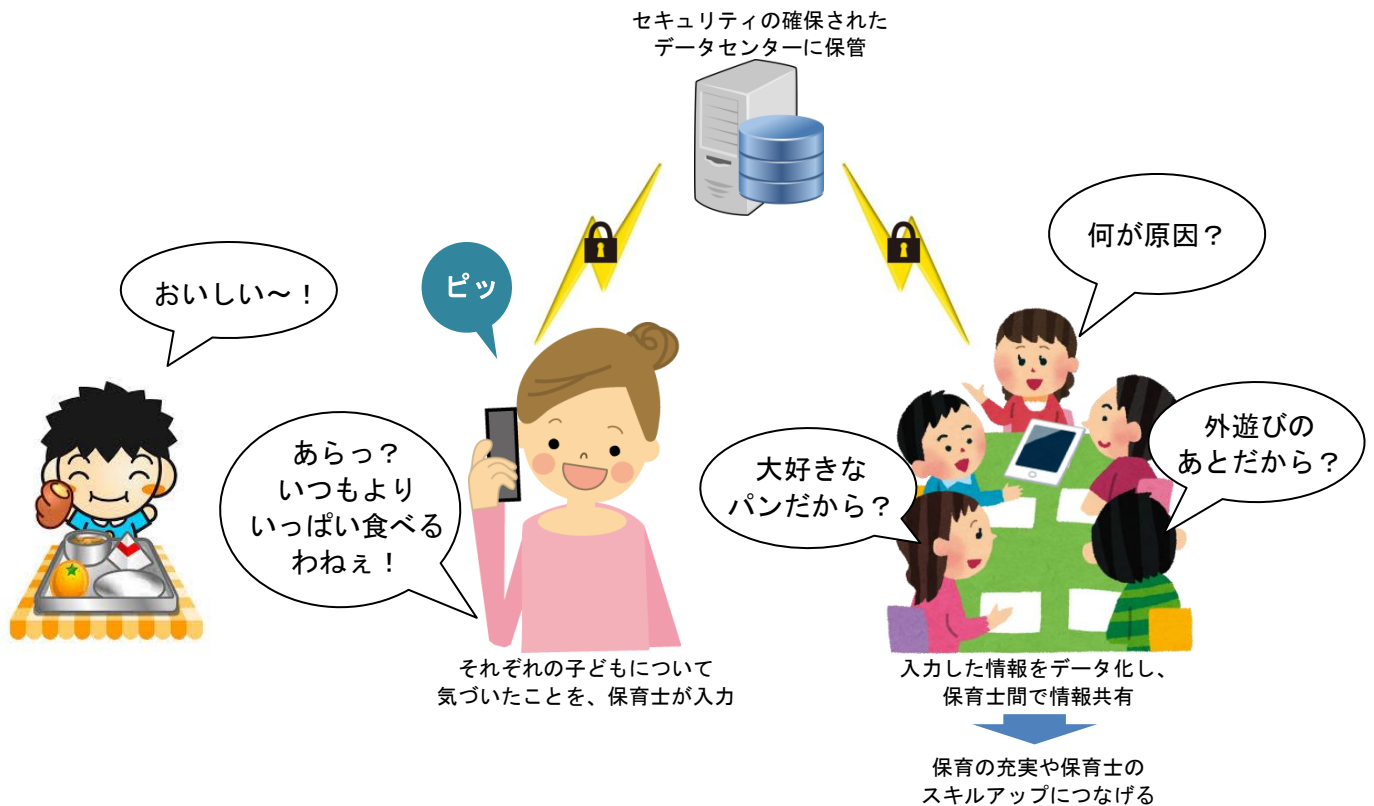 セキュリティの確保された
データセンターに保管
何が原因？
おいしい～！
ピッ
あらっ？
いつもより
いっぱい食べる
わねぇ！
大好きな
パンだから？
外遊びの
あとだから？
それぞれの子どもについて
気づいたことを、保育士が入力
入力した情報をデータ化し、
保育士間で情報共有
保育の充実や保育士の
スキルアップにつなげる